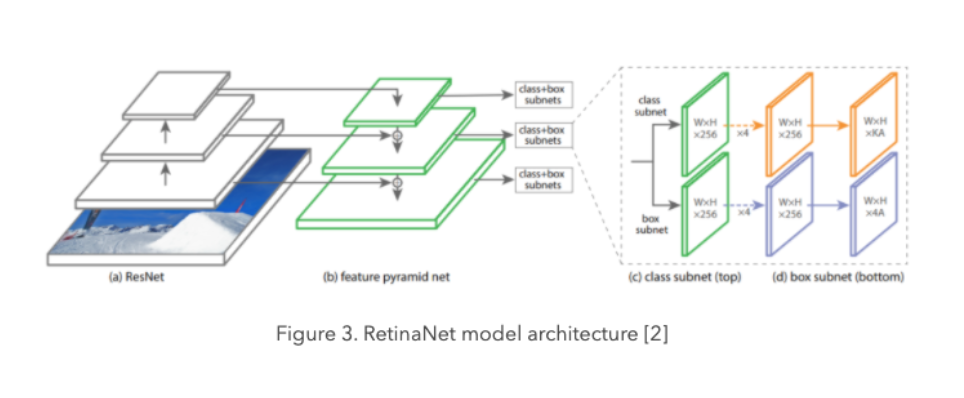 class+box
subnets
class+box
subnets
class+box
subnets
class
subnet
W×H
×256
×4
W×H
×256
W×H
×KA
box
subnet
W×H
×256
×4
W×H
×256
W×H
×4A
(a) ResNet
(b) feature pyramid net
(c) class subnet (top)
(d) box subnet (bottom)
Figure 3. RetinaNet model architecture [2]